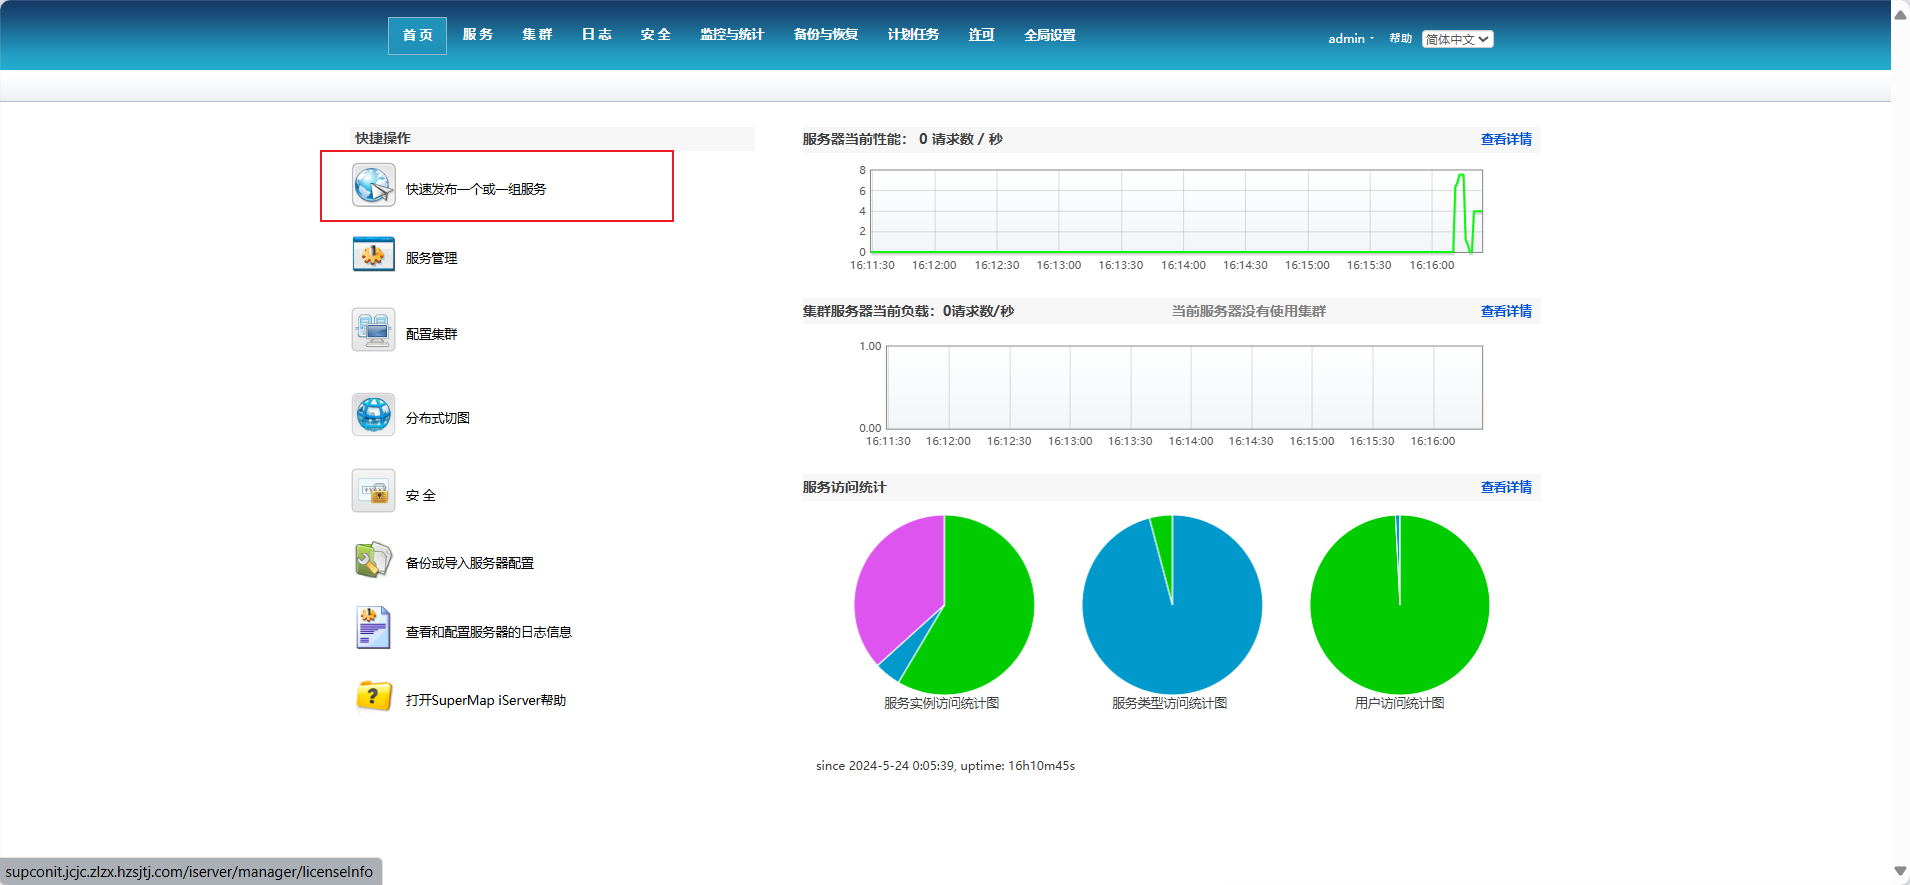 首 页
服 务
集 群
日 志
安 全
监控与统计
备份与恢复
计划任务
许可
全局设置
admin
帮助
简体中文
快捷操作
快速发布一个或一组服务
服务管理
配置集群
分布式切图
安 全
备份或导入服务器配置
查看和配置服务器的日志信息
打开SuperMap iServer帮助
服务器当前性能： 0 请求数 / 秒
查看详情
8
6
4
2
0
16:11:30 16:12:00 16:12:30 16:13:00 16:13:30 16:14:00 16:14:30 16:15:00 16:15:30 16:16:00
集群服务器当前负载：0请求数/秒
当前服务器没有使用集群
查看详情
1.00
0.00
16:11:30 16:12:00 16:12:30 16:13:00 16:13:30 16:14:00 16:14:30 16:15:00 16:15:30 16:16:00
服务访问统计
查看详情
服务实例访问统计图
服务类型访问统计图
用户访问统计图
since 2024-5-24 0:05:39, uptime: 16h10m45s
supconit.jcjc.zlzx.hzsjtj.com/iserver/manager/licenseInfo